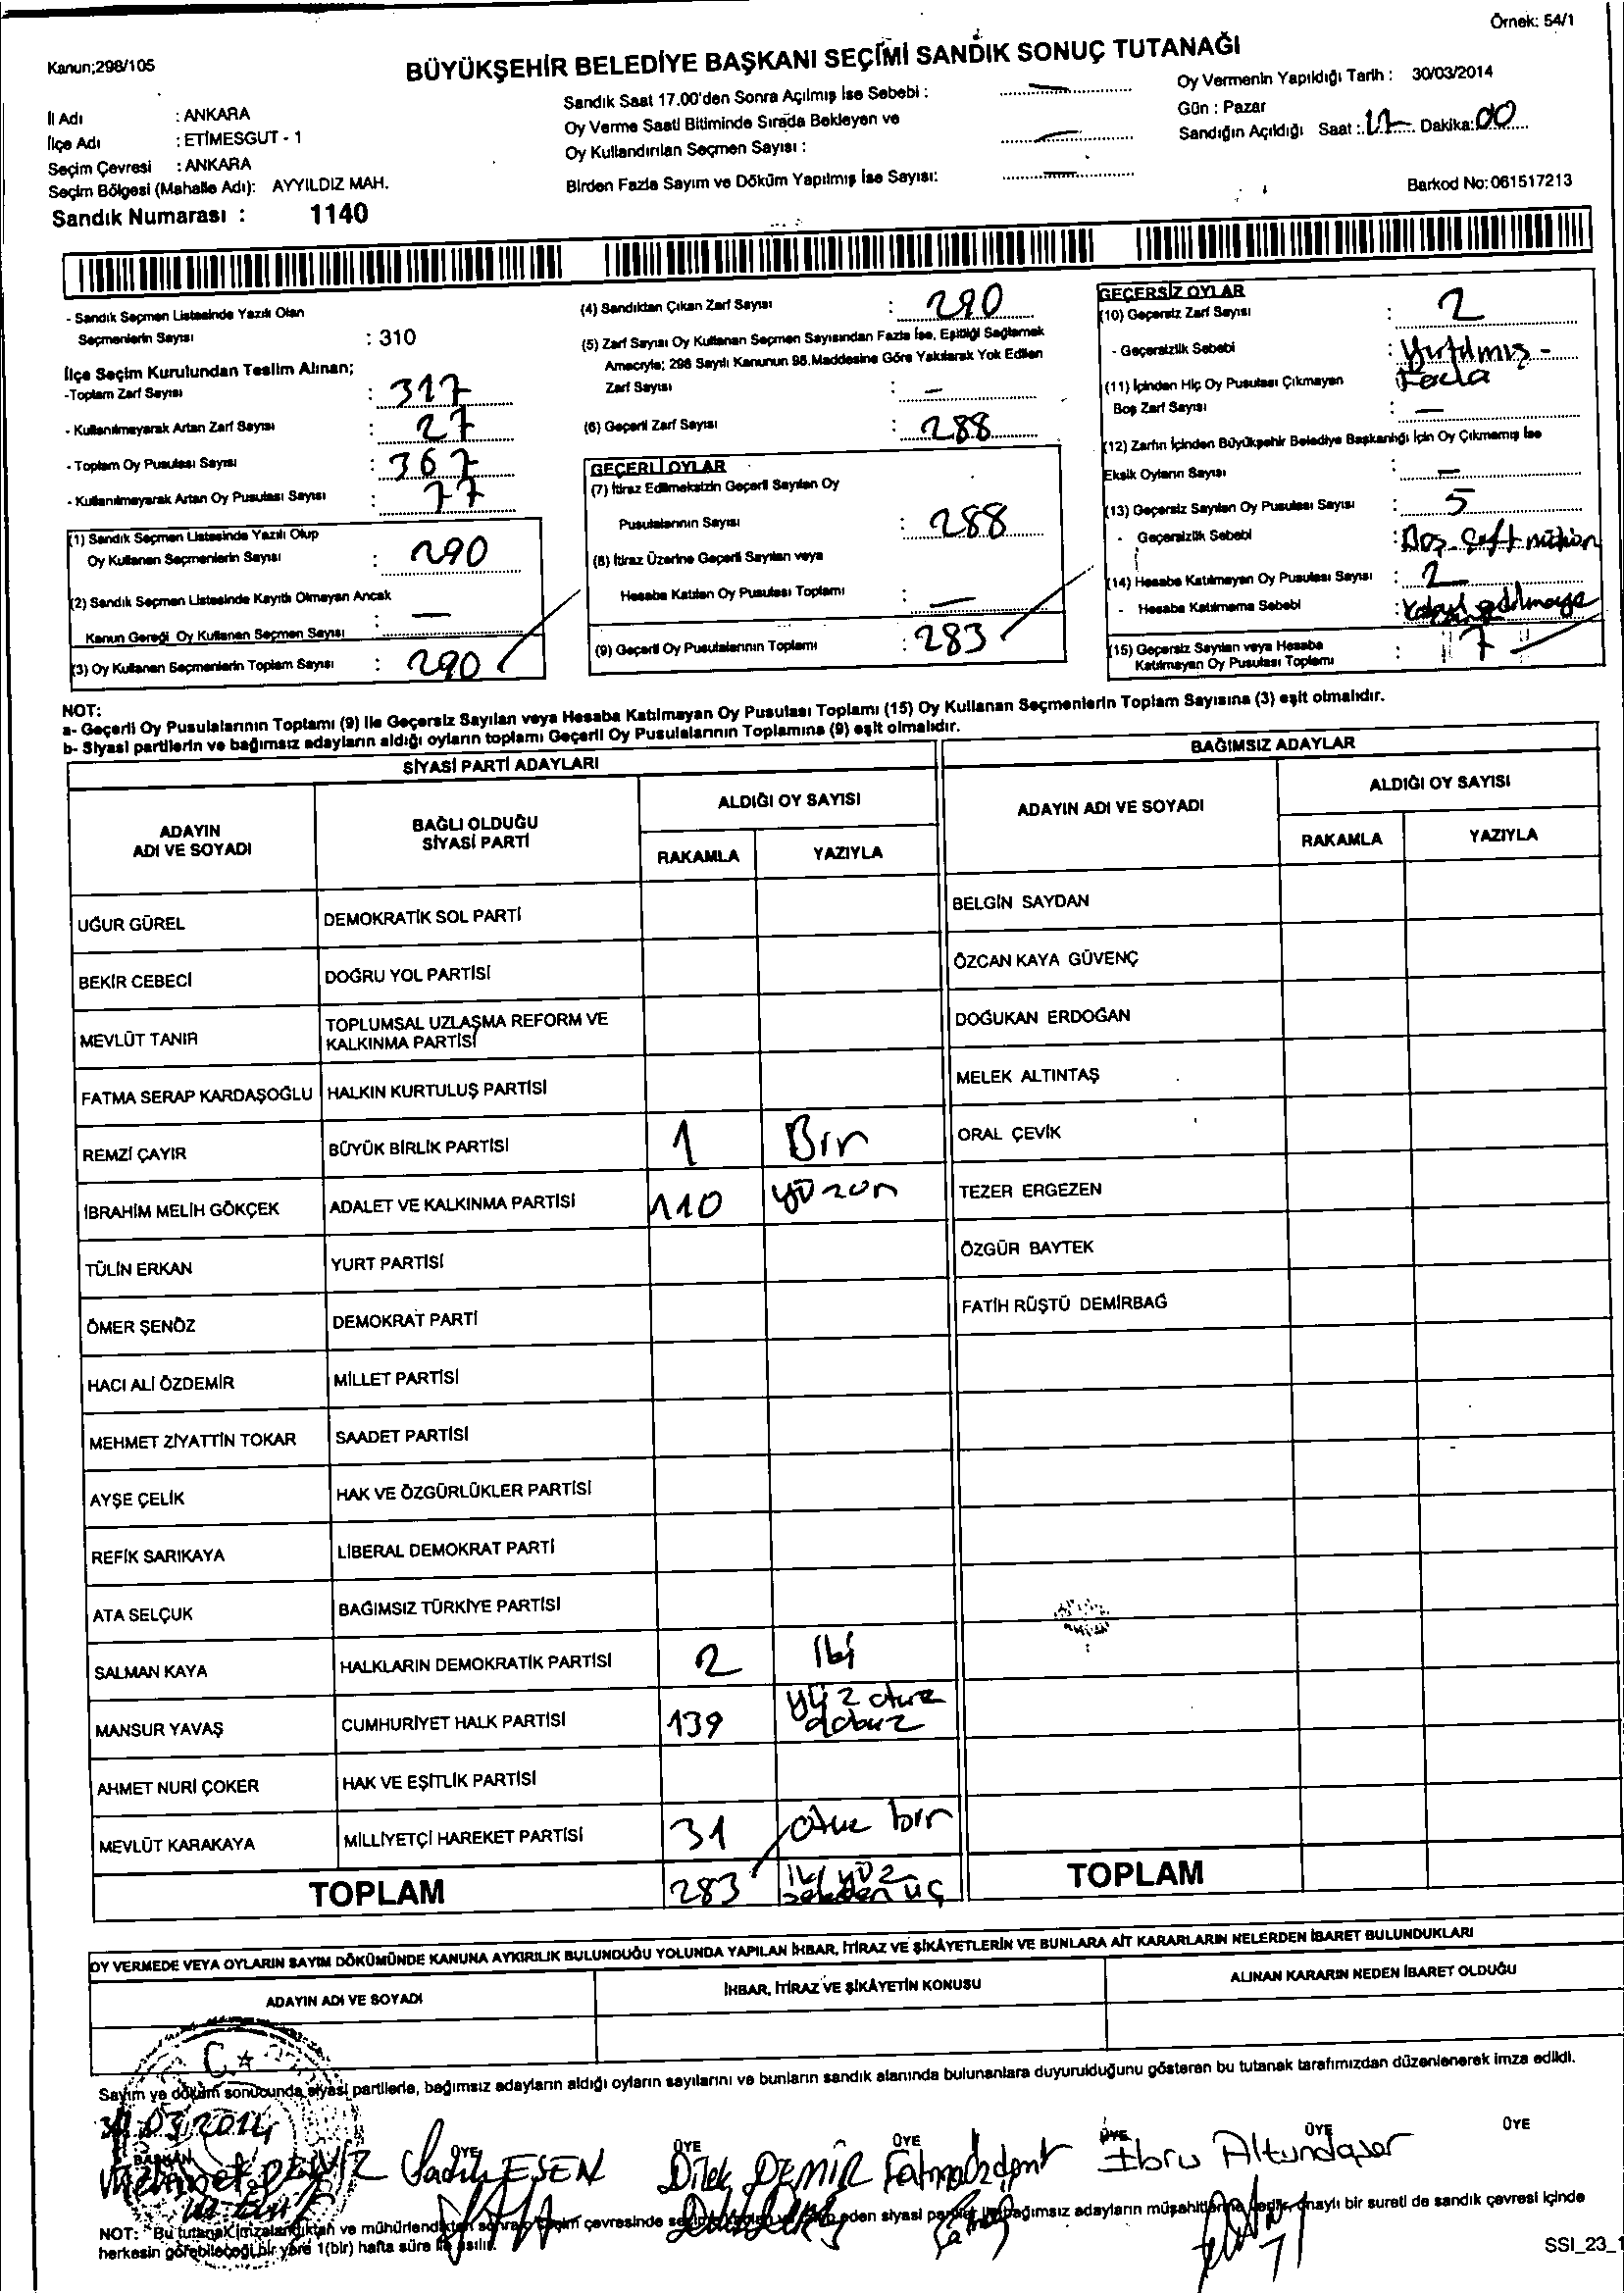 Örnek: 54/1
Kanun;298/105
BÜYÜKŞEHİR BELEDİYE BAŞKANI SEÇİMİ SANDIK SONUÇ TUTANAĞI
İl Adı : ANKARA
İlçe Adı : ETİMESGUT - 1
Seçim Çevresi : ANKARA
Seçim Bölgesi (Mahalle Adı): AYYILDIZ MAH.
Sandık Numarası : 1140
Sandık Saat 17.00'den Sonra Açılmış İse Sebebi :
Oy Verme Saati Bitiminde Sırada Bekleyen ve
Oy Kullandırılan Seçmen Sayısı :
Birden Fazla Sayım ve Döküm Yapılmış İse Sayısı:
Oy Vermenin Yapıldığı Tarih : 30/03/2014
Gün : Pazar
Sandığın Açıldığı Saat : 17 Dakika: 00
Barkod No: 061517213
- Sandık Seçmen Listesinde Yazılı Olan
Seçmenlerin Sayısı : 310
İlçe Seçim Kurulundan Teslim Alınan;
-Toplam Zarf Sayısı : 317
- Kullanılmayarak Artan Zarf Sayısı : 27
- Toplam Oy Pusulası Sayısı : 367
- Kullanılmayarak Artan Oy Pusulası Sayısı : 77
(1) Sandık Seçmen Listesinde Yazılı Olup
Oy Kullanan Seçmenlerin Sayısı : 290
(2) Sandık Seçmen Listesinde Kayıtlı Olmayan Ancak
Kanun Gereği Oy Kullanan Seçmen Sayısı : —
(3) Oy Kullanan Seçmenlerin Toplam Sayısı : 290
(4) Sandıktan Çıkan Zarf Sayısı : 290
(5) Zarf Sayısı Oy Kullanan Seçmen Sayısından Fazla İse, Eşitliği Sağlamak
Amacıyla; 298 Sayılı Kanunun 98.Maddesine Göre Yakılarak Yok Edilen
Zarf Sayısı : —
(6) Geçerli Zarf Sayısı : 288
GEÇERLİ OYLAR
(7) İtiraz Edilmeksizin Geçerli Sayılan Oy
Pusulalarının Sayısı : 288
(8) İtiraz Üzerine Geçerli Sayılan veya
Hesaba Katılan Oy Pusulası Toplamı : —
(9) Geçerli Oy Pusulalarının Toplamı : 283
GEÇERSİZ OYLAR
(10) Geçersiz Zarf Sayısı : 2
- Geçersizlik Sebebi : Yırtılmış -
Fazla
(11) İçinden Hiç Oy Pusulası Çıkmayan
Boş Zarf Sayısı : —
(12) Zarfın İçinden Büyükşehir Belediye Başkanlığı İçin Oy Çıkmamış İse
Eksik Oyların Sayısı : —
(13) Geçersiz Sayılan Oy Pusulası Sayısı : 5
- Geçersizlik Sebebi : Boş - Çift mühür
(14) Hesaba Katılmayan Oy Pusulası Sayısı : 2
- Hesaba Katılmama Sebebi :
(15) Geçersiz Sayılan veya Hesaba
Katılmayan Oy Pusulası Toplamı : 7
NOT:
a- Geçerli Oy Pusulalarının Toplamı (9) ile Geçersiz Sayılan veya Hesaba Katılmayan Oy Pusulası Toplamı (15) Oy Kullanan Seçmenlerin Toplam Sayısına (3) eşit olmalıdır.
b- Siyasi partilerin ve bağımsız adayların aldığı oyların toplamı Geçerli Oy Pusulalarının Toplamına (9) eşit olmalıdır.
SİYASİ PARTİ ADAYLARI
ADAYIN
ADI VE SOYADI
BAĞLI OLDUĞU
SİYASİ PARTİ
ALDIĞI OY SAYISI
RAKAMLA YAZIYLA
UĞUR GÜREL DEMOKRATİK SOL PARTİ
BEKİR CEBECİ DOĞRU YOL PARTİSİ
MEVLÜT TANIR TOPLUMSAL UZLAŞMA REFORM VE
KALKINMA PARTİSİ
FATMA SERAP KARDAŞOĞLU HALKIN KURTULUŞ PARTİSİ
REMZİ ÇAYIR BÜYÜK BİRLİK PARTİSİ 1 Bir
İBRAHİM MELİH GÖKÇEK ADALET VE KALKINMA PARTİSİ 110 yüzon
TÜLİN ERKAN YURT PARTİSİ
ÖMER ŞENÖZ DEMOKRAT PARTİ
HACI ALİ ÖZDEMİR MİLLET PARTİSİ
MEHMET ZİYATTİN TOKAR SAADET PARTİSİ
AYŞE ÇELİK HAK VE ÖZGÜRLÜKLER PARTİSİ
REFİK SARIKAYA LİBERAL DEMOKRAT PARTİ
ATA SELÇUK BAĞIMSIZ TÜRKİYE PARTİSİ
SALMAN KAYA HALKLARIN DEMOKRATİK PARTİSİ 2 İki
MANSUR YAVAŞ CUMHURİYET HALK PARTİSİ 139 yüz otuz
dokuz
AHMET NURİ ÇOKER HAK VE EŞİTLİK PARTİSİ
MEVLÜT KARAKAYA MİLLİYETÇİ HAREKET PARTİSİ 31 otuz bir
TOPLAM 283 iki yüz
seksen üç
BAĞIMSIZ ADAYLAR
ADAYIN ADI VE SOYADI
ALDIĞI OY SAYISI
RAKAMLA YAZIYLA
BELGİN SAYDAN
ÖZCAN KAYA GÜVENÇ
DOĞUKAN ERDOĞAN
MELEK ALTINTAŞ
ORAL ÇEVİK
TEZER ERGEZEN
ÖZGÜR BAYTEK
FATİH RÜŞTÜ DEMİRBAĞ
TOPLAM
OY VERMEDE VEYA OYLARIN SAYIM DÖKÜMÜNDE KANUNA AYKIRILIK BULUNDUĞU YOLUNDA YAPILAN İHBAR, İTİRAZ VE ŞİKÂYETLERİN VE BUNLARA AİT KARARLARIN NELERDEN İBARET BULUNDUKLARI
ADAYIN ADI VE SOYADI İHBAR, İTİRAZ VE ŞİKÂYETİN KONUSU ALINAN KARARIN NEDEN İBARET OLDUĞU
Sayım ve döküm sonucunda siyasi partilerle, bağımsız adayların aldığı oyların sayılarını ve bunların sandık alanında bulunanlara duyurulduğunu gösteren bu tutanak tarafımızdan düzenlenerek imza edildi.
BAŞKAN ÜYE ÜYE ÜYE ÜYE ÜYE ÜYE
Mehmet DENİZ Sadık ESEN Dilek DEMİR Ebru
NOT: Bu tutanak imzalandıktan ve mühürlendikten sonra seçim çevresinde eden siyasi bağımsız adayların müşahitlerine onaylı bir sureti de sandık çevresi içinde
herkesin görebileceği bir yere 1(bir) hafta süre ile asılır.
SSI_23_1